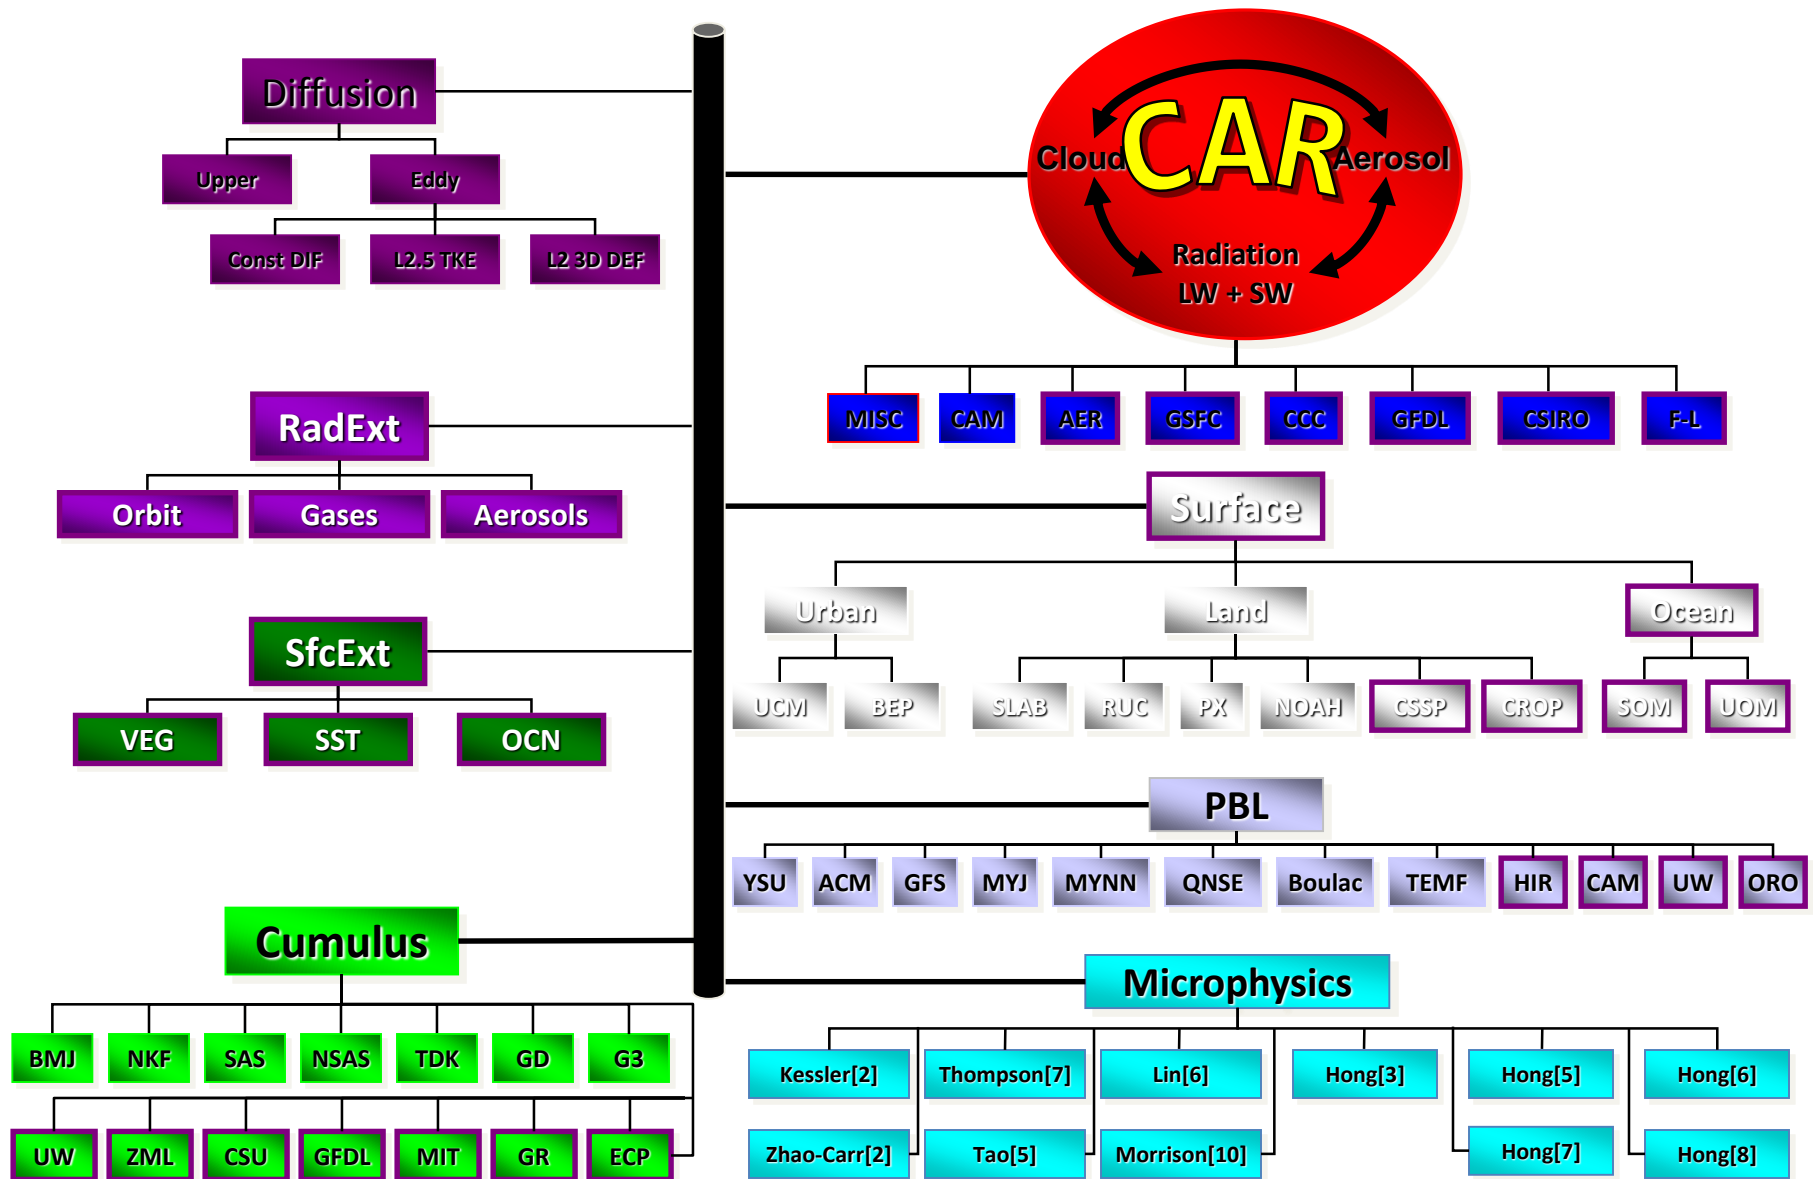 Diffusion
Upper
Eddy
Const DIF
L2.5 TKE
L2 3D DEF
RadExt
Orbit
Gases
Aerosols
SfcExt
VEG
SST
OCN
Cumulus
BMJ
NKF
SAS
NSAS
TDK
GD
G3
UW
ZML
CSU
GFDL
MIT
GR
ECP
CAR
Cloud
Aerosol
Radiation
LW + SW
MISC
CAM
AER
GSFC
CCC
GFDL
CSIRO
F-L
Surface
Urban
Land
Ocean
UCM
BEP
SLAB
RUC
PX
NOAH
CSSP
CROP
SOM
UOM
PBL
YSU
ACM
GFS
MYJ
MYNN
QNSE
Boulac
TEMF
HIR
CAM
UW
ORO
Microphysics
Kessler[2]
Thompson[7]
Lin[6]
Hong[3]
Hong[5]
Hong[6]
Zhao-Carr[2]
Tao[5]
Morrison[10]
Hong[7]
Hong[8]